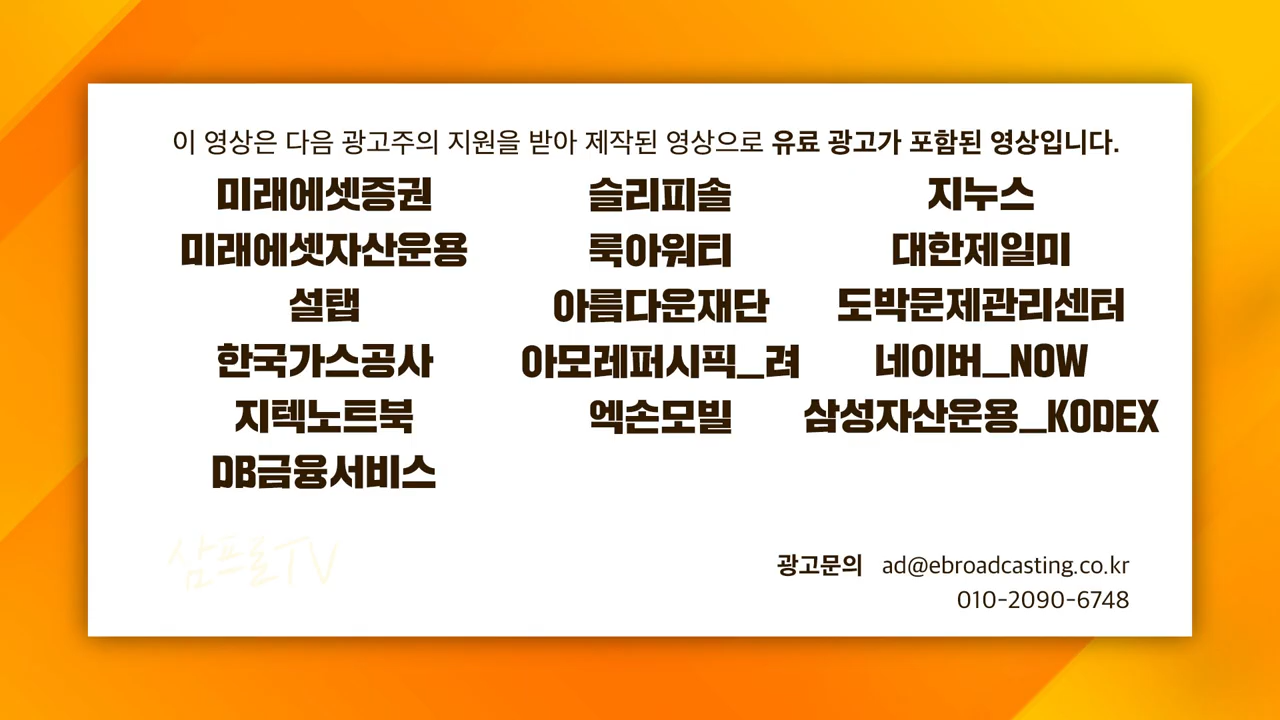 이 영상은 다음 광고주의 지원을 받아 제작된 영상으로 유료 광고가 포함된 영상입니다.
미래에셋증권 슬리피솔 지누스
미래에셋자산운용 룩아워티 대한제일미
설탭 아름다운재단 도박문제관리센터
한국가스공사 아모레퍼시픽_려 네이버_NOW
지텍노트북 엑손모빌 삼성자산운용_KODEX
DB금융서비스
삼프로TV
광고문의 ad@ebroadcasting.co.kr
010-2090-6748